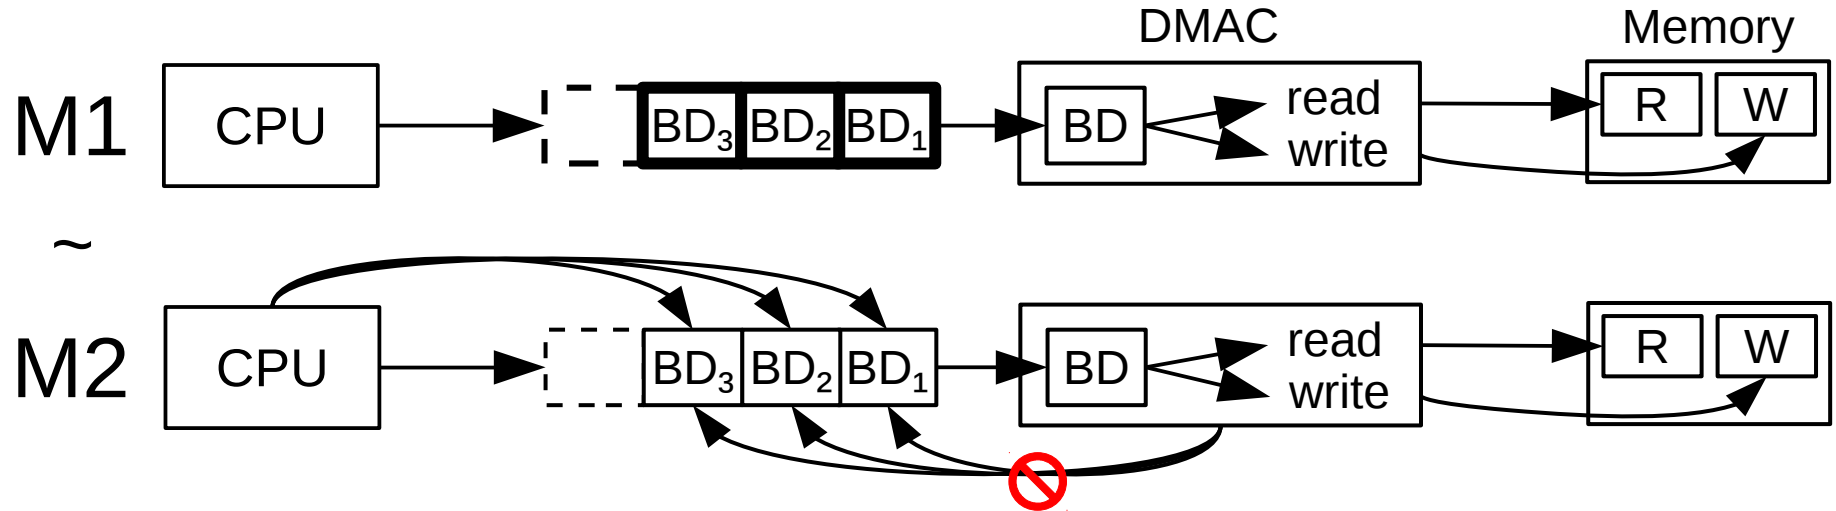 DMAC Memory
M1 CPU BD₃ BD₂ BD₁ BD read write R W
~
M2 CPU BD₃ BD₂ BD₁ BD read write R W